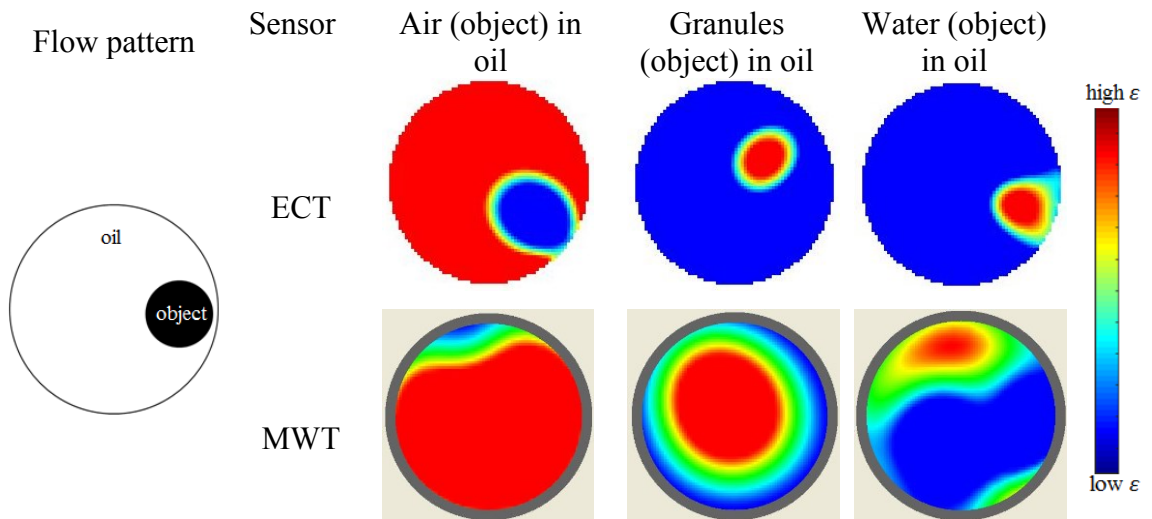 Flow pattern
Sensor
Air (object) in
oil
Granules
(object) in oil
Water (object)
in oil
high ε
oil
object
ECT
MWT
low ε